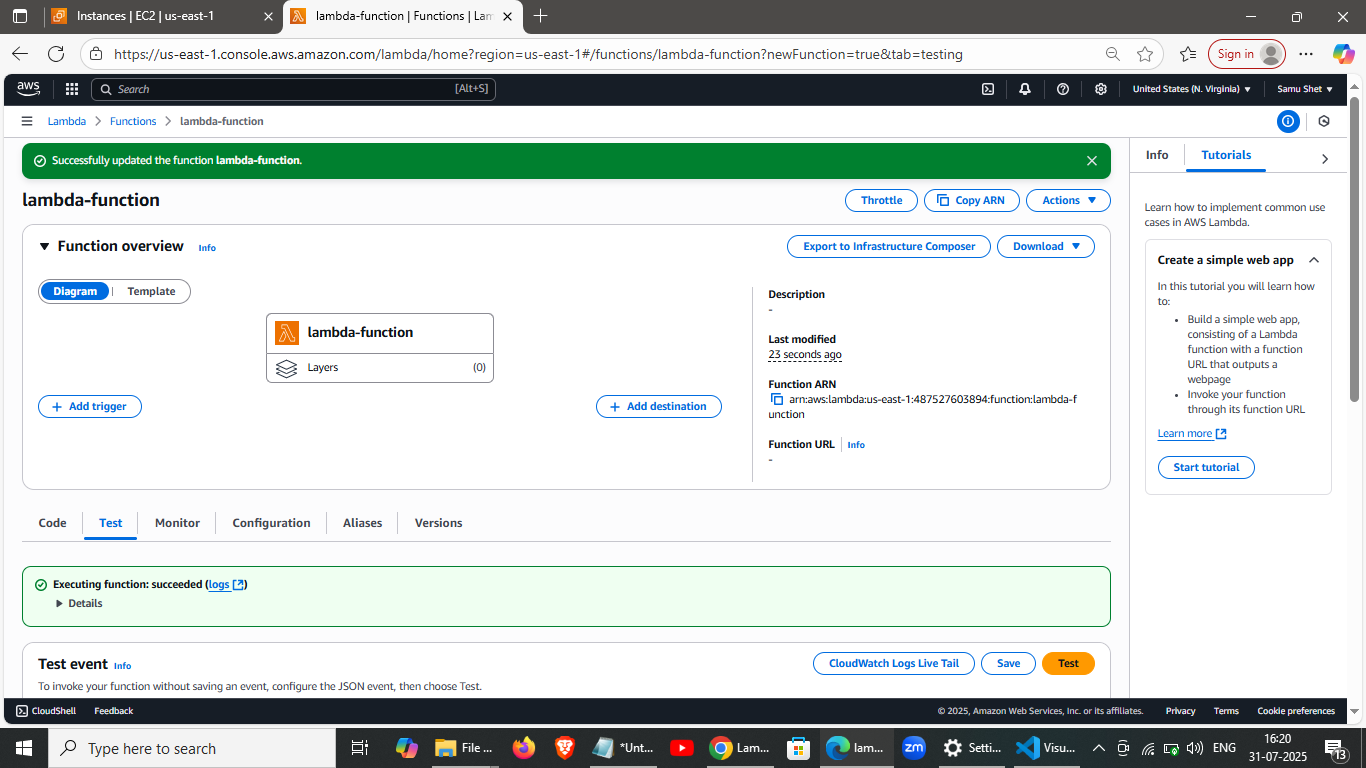 Instances | EC2 | us-east-1
lambda-function | Functions | Lam
https://us-east-1.console.aws.amazon.com/lambda/home?region=us-east-1#/functions/lambda-function?newFunction=true&tab=testing
Sign in
aws
Search
[Alt+S]
United States (N. Virginia)
Samu Shet
Lambda
Functions
lambda-function
Successfully updated the function lambda-function.
Info
Tutorials
lambda-function
Throttle
Copy ARN
Actions
Learn how to implement common use
cases in AWS Lambda.
Function overview
Info
Export to Infrastructure Composer
Download
Create a simple web app
In this tutorial you will learn how
to:
Build a simple web app,
consisting of a Lambda
function with a function
URL that outputs a
webpage
Invoke your function
through its function URL
Learn more
Start tutorial
Diagram
Template
lambda-function
Layers
(0)
Add trigger
Add destination
Description
-
Last modified
23 seconds ago
Function ARN
arn:aws:lambda:us-east-1:487527603894:function:lambda-f
unction
Function URL
Info
-
Code
Test
Monitor
Configuration
Aliases
Versions
Executing function: succeeded (logs )
Details
Test event
Info
CloudWatch Logs Live Tail
Save
Test
To invoke your function without saving an event, configure the JSON event, then choose Test.
CloudShell
Feedback
© 2025, Amazon Web Services, Inc. or its affiliates.
Privacy
Terms
Cookie preferences
Type here to search
File ...
*Unt...
Lam...
lam...
zm
Setti...
Visu...
ENG
16:20
31-07-2025
13